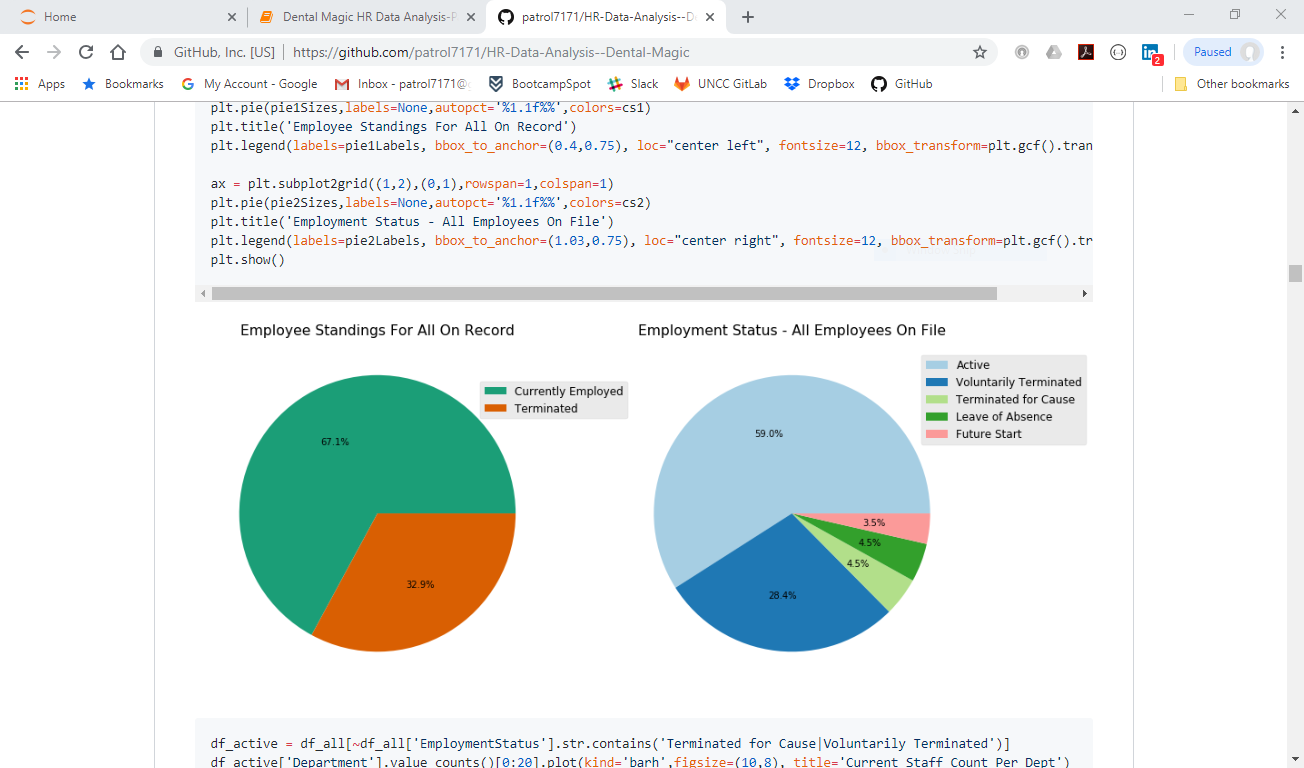 Home
Dental Magic HR Data Analysis-P
patrol7171/HR-Data-Analysis--De
GitHub, Inc. [US]
https://github.com/patrol7171/HR-Data-Analysis--Dental-Magic
2
Paused
Apps
Bookmarks
My Account - Google
Inbox - patrol7171@
BootcampSpot
Slack
UNCC GitLab
Dropbox
GitHub
Other bookmarks
plt.pie(pie1Sizes,labels=None,autopct='%1.1f%%',colors=cs1)
plt.title('Employee Standings For All On Record')
plt.legend(labels=pie1Labels, bbox_to_anchor=(0.4,0.75), loc="center left", fontsize=12, bbox_transform=plt.gcf().tran
ax = plt.subplot2grid((1,2),(0,1),rowspan=1,colspan=1)
plt.pie(pie2Sizes,labels=None,autopct='%1.1f%%',colors=cs2)
plt.title('Employment Status - All Employees On File')
plt.legend(labels=pie2Labels, bbox_to_anchor=(1.03,0.75), loc="center right", fontsize=12, bbox_transform=plt.gcf().tr
plt.show()
Employee Standings For All On Record
Currently Employed
Terminated
67.1%
32.9%
Employment Status - All Employees On File
Active
Voluntarily Terminated
Terminated for Cause
Leave of Absence
Future Start
59.0%
3.5%
4.5%
4.5%
28.4%
df_active = df_all[~df_all['EmploymentStatus'].str.contains('Terminated for Cause|Voluntarily Terminated')]
df_active['Department'].value_counts()[0:20].plot(kind='barh',figsize=(10,8), title='Current Staff Count Per Dept')